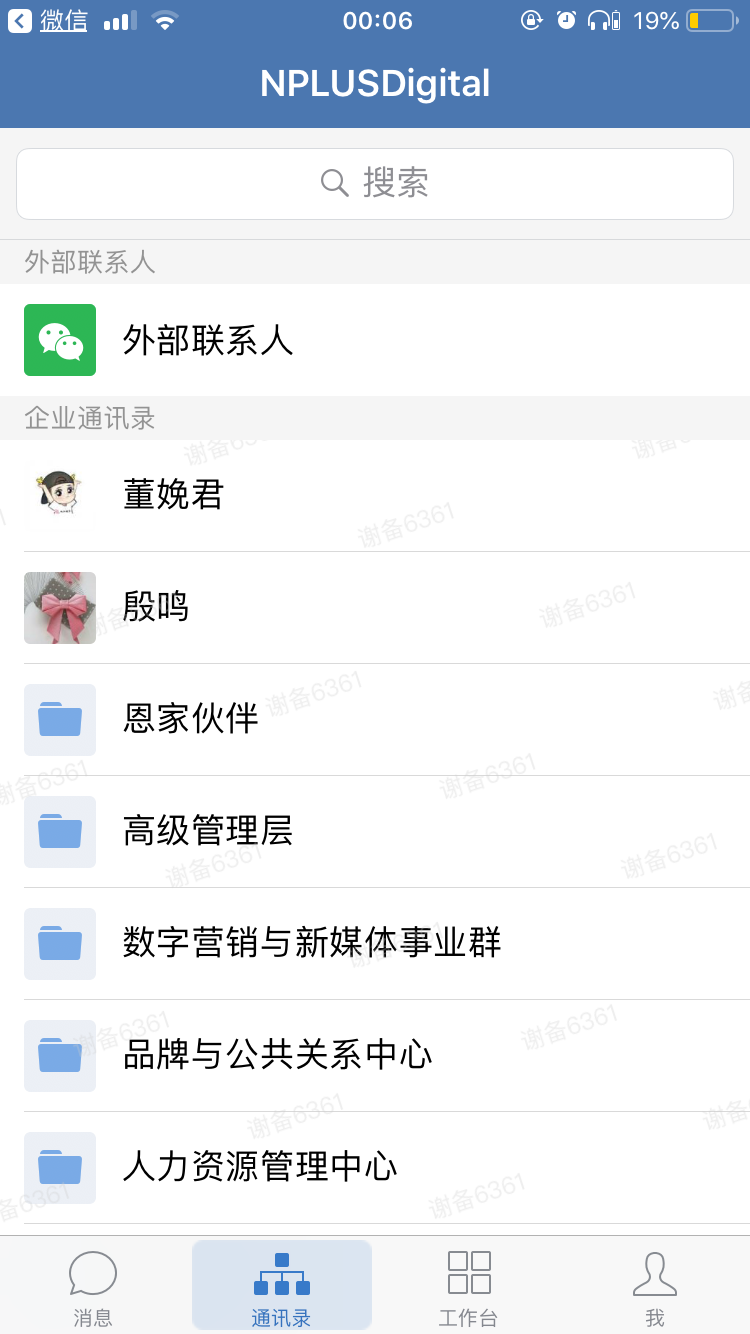 微信 00:06 19%
NPLUSDigital
搜索
外部联系人
外部联系人
企业通讯录
董娩君
殷鸣
恩家伙伴
高级管理层
数字营销与新媒体事业群
品牌与公共关系中心
人力资源管理中心
消息 通讯录 工作台 我
谢备6361